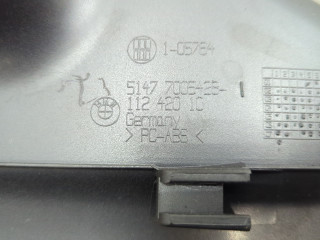 1-05784
5147 7005428-
112 420 10
Germany
> PC-ABS <